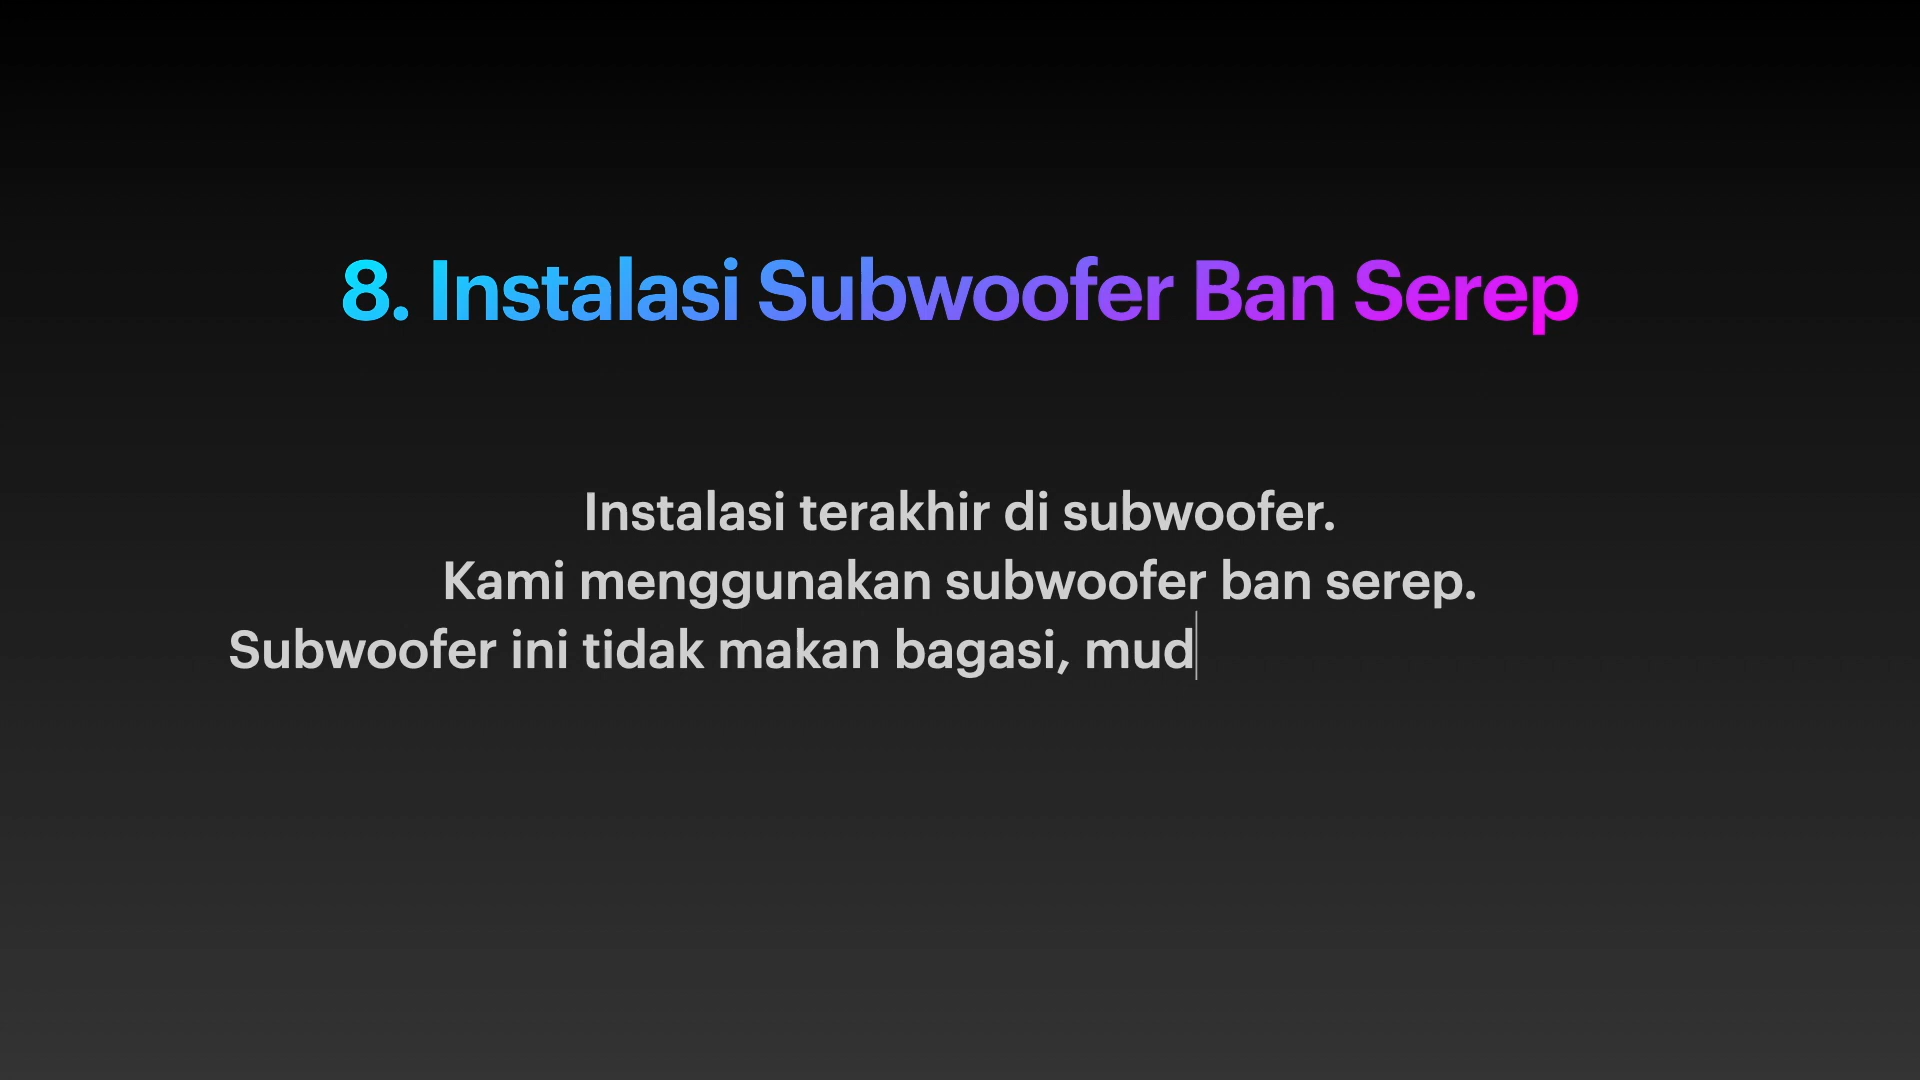 8. Instalasi Subwoofer Ban Serep
Instalasi terakhir di subwoofer.
Kami menggunakan subwoofer ban serep.
Subwoofer ini tidak makan bagasi, mud